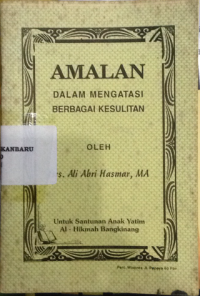 AMALAN
DALAM MENGATASI
BERBAGAI KESULITAN
KANBARU
OLEH
s. Ali Abri Hasmar, MA
Untuk Santunan Anak Yatim
Al - Hikmah Bangkinang